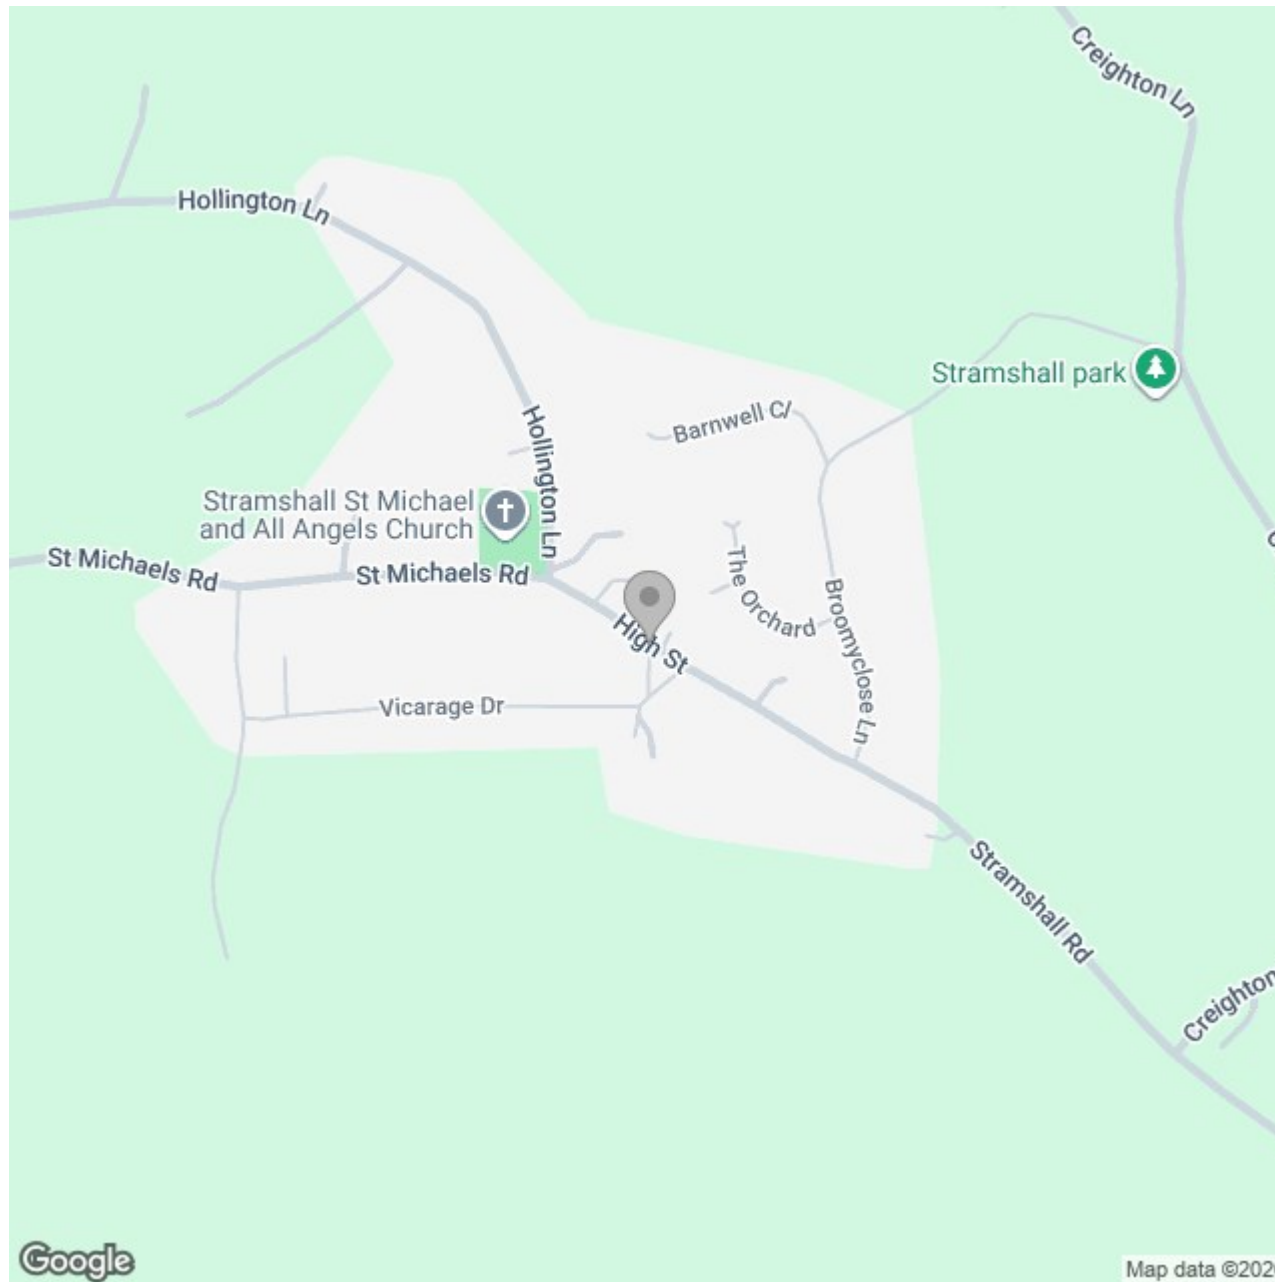 Creighton Ln
Hollington Ln
Stramshall park
Barnwell Cl
Hollington Ln
Stramshall St Michael
and All Angels Church
St Michaels Rd
St Michaels Rd
The Orchard
Broomyclose Ln
High St
Vicarage Dr
Stramshall Rd
Creighton
Google
Map data ©202